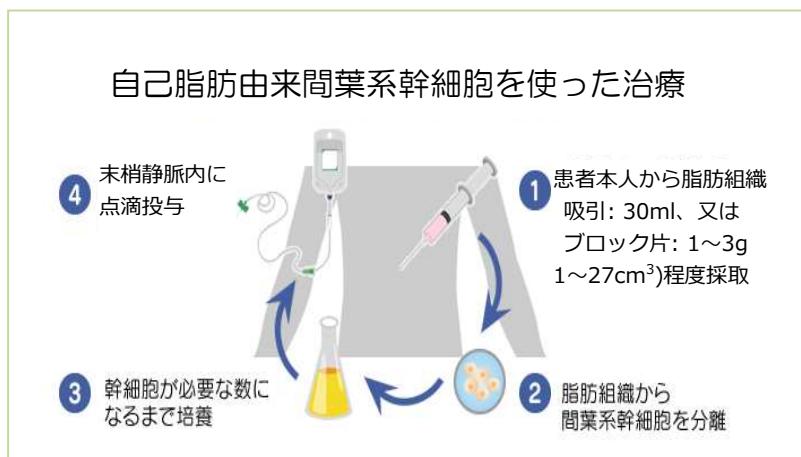 自己脂肪由来間葉系幹細胞を使った治療
1
患者本人から脂肪組織
吸引: 30ml、又は
ブロック片: 1～3g
1～27cm³)程度採取
2
脂肪組織から
間葉系幹細胞を分離
3
幹細胞が必要な数に
なるまで培養
4
末梢静脈内に
点滴投与